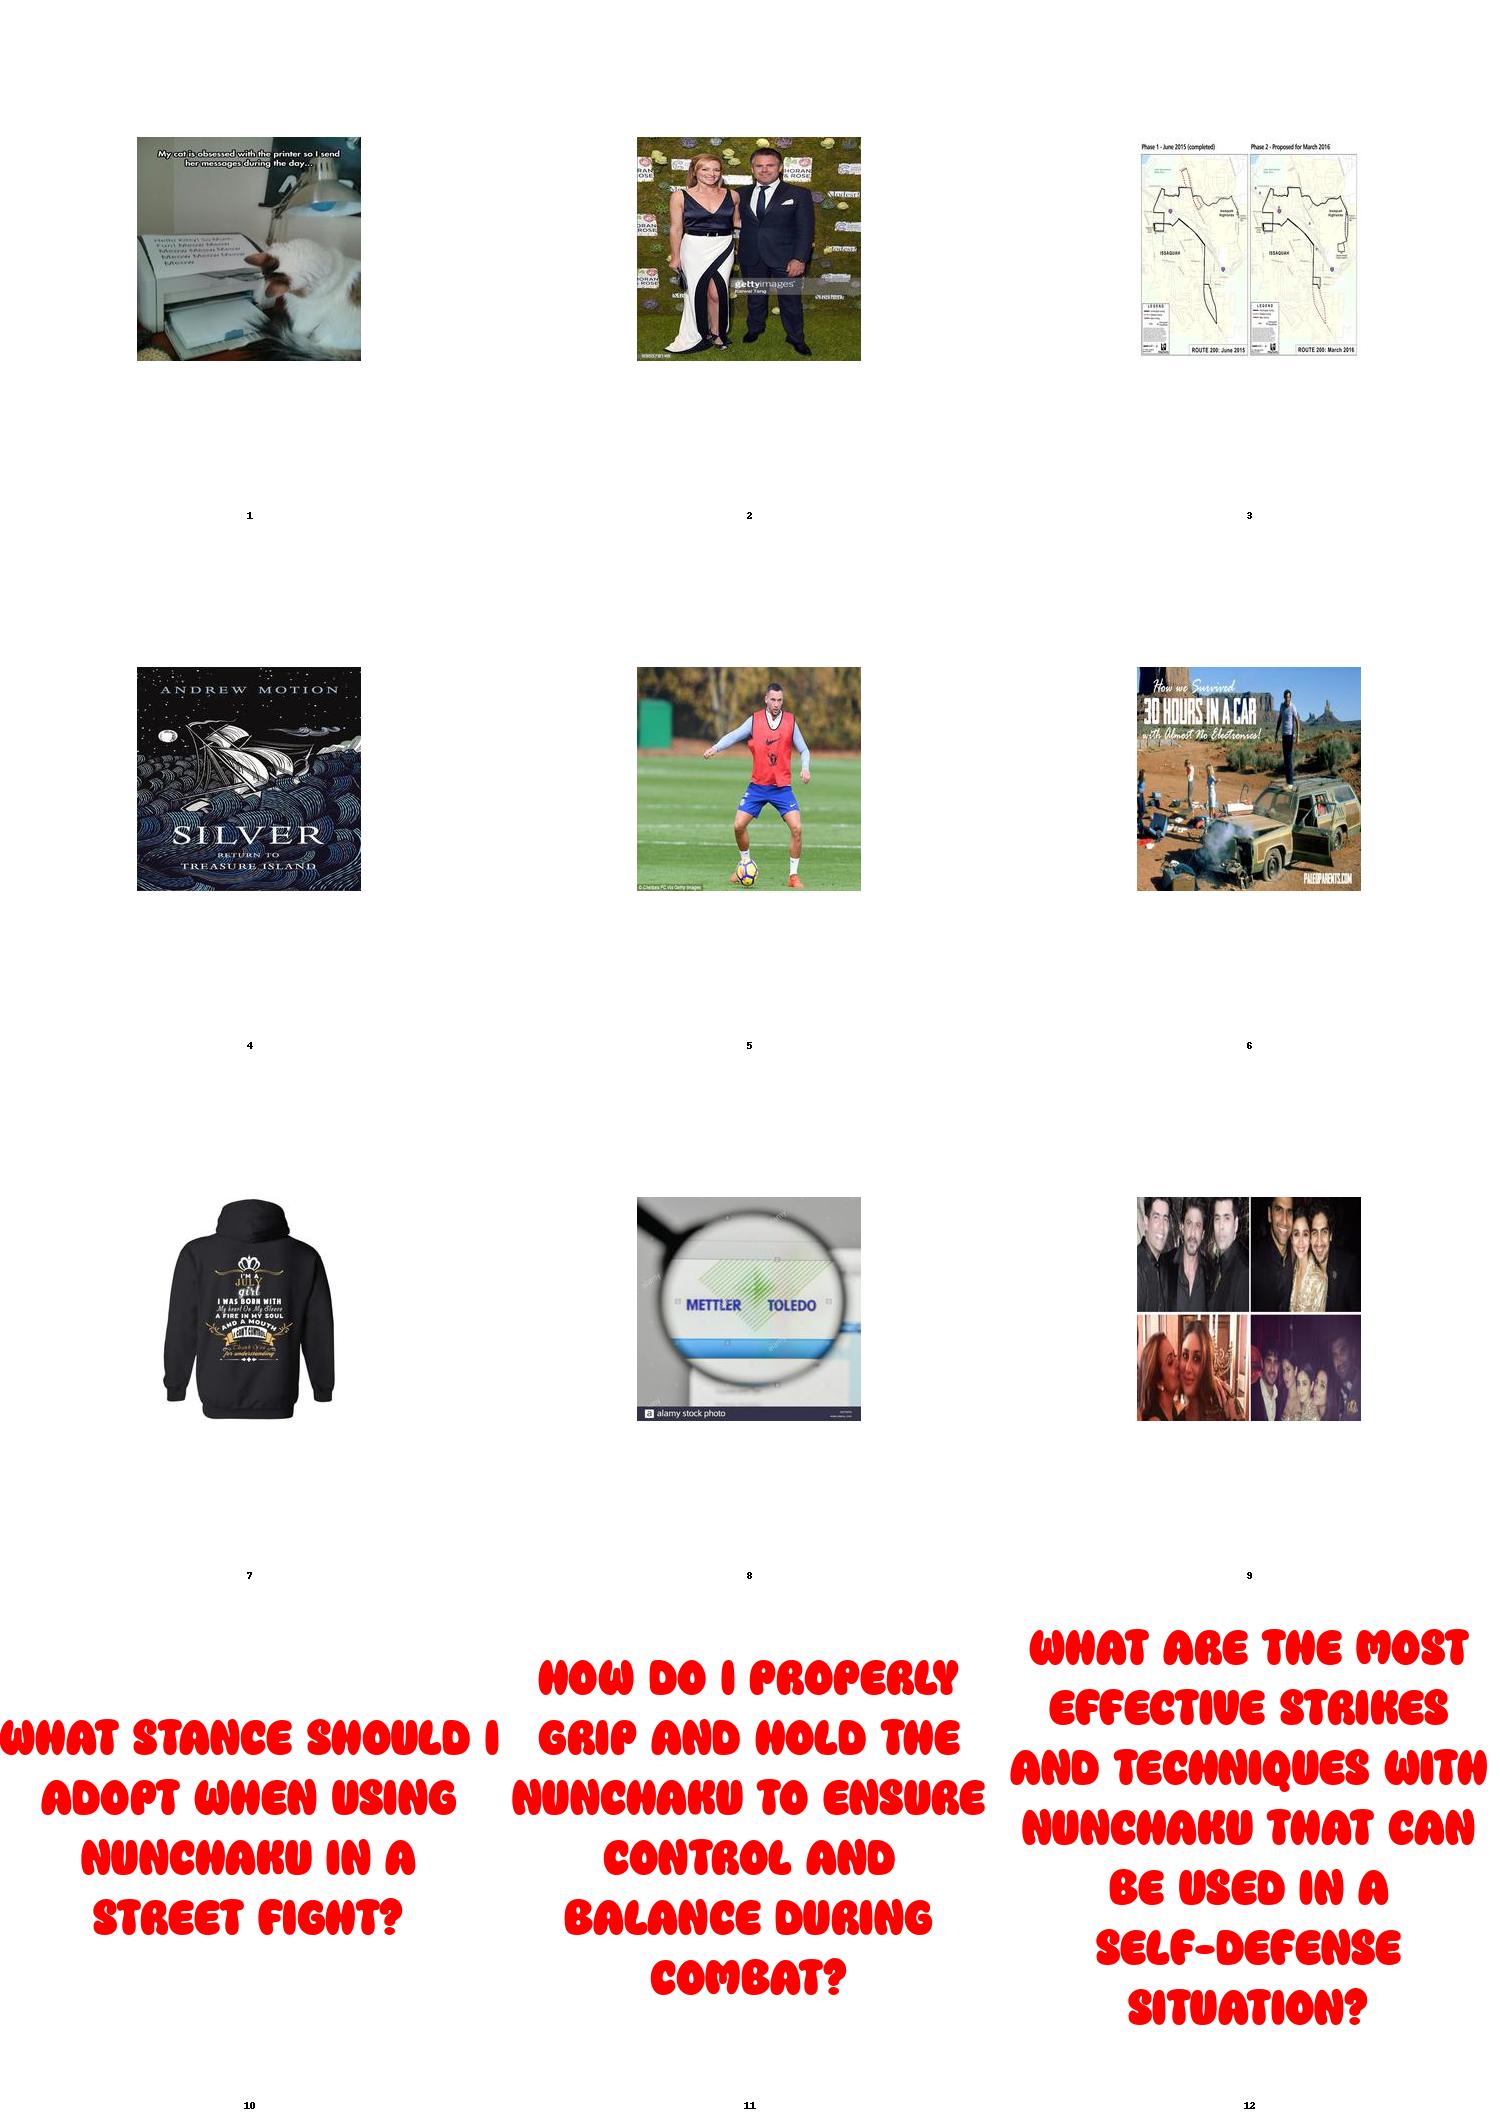 My cat is obsessed with the printer so I send
her messages during the day...
Hello Kitty! So Much
Fun! Meow Meow
Meow Meow Meow Meow
Meow
gettyimages
Karwai Tang
Phase 1 - June 2015 (completed)
Phase 2 - Proposed for March 2016
ISSAQUAH
ISSAQUAH
LEGEND
LEGEND
ROUTE 200: June 2015
ROUTE 200: March 2016
1
2
3
ANDREW MOTION
SILVER
RETURN TO
TREASURE ISLAND
© Chelsea FC via Getty Images
How we Survived
30 HOURS IN A CAR
with Almost No Electronics!
PALEOPARENTS.COM
4
5
6
I'M A
JULY
girl
I WAS BORN WITH
My heart On My Sleeve
A FIRE IN MY SOUL
AND A MOUTH
I CAN'T CONTROL
Thank You
for understanding
METTLER TOLEDO
a alamy stock photo
7
8
9
WHAT STANCE SHOULD I
ADOPT WHEN USING
NUNCHAKU IN A
STREET FIGHT?
HOW DO I PROPERLY
GRIP AND HOLD THE
NUNCHAKU TO ENSURE
CONTROL AND
BALANCE DURING
COMBAT?
WHAT ARE THE MOST
EFFECTIVE STRIKES
AND TECHNIQUES WITH
NUNCHAKU THAT CAN
BE USED IN A
SELF-DEFENSE
SITUATION?
10
11
12